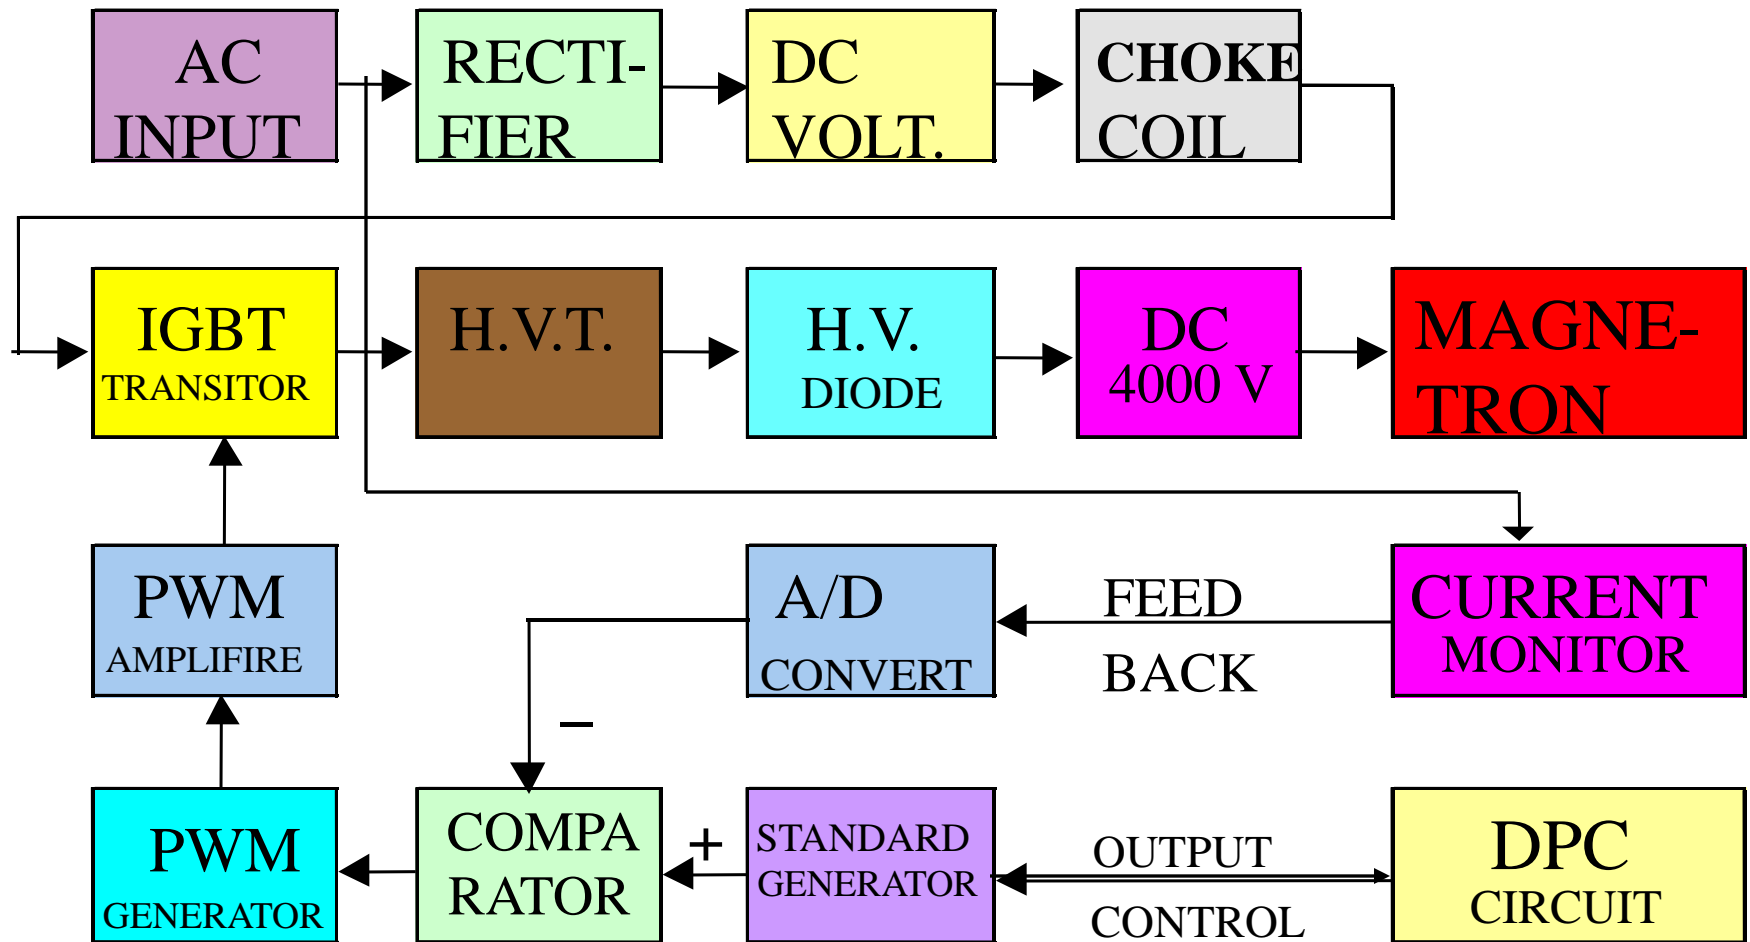 AC
INPUT
RECTI-
FIER
DC
VOLT.
CHOKE
COIL
IGBT
TRANSITOR
H.V.T.
H.V.
DIODE
DC
4000 V
MAGNE-
TRON
PWM
AMPLIFIRE
A/D
CONVERT
FEED
BACK
CURRENT
MONITOR
–
PWM
GENERATOR
COMPA
RATOR
+
STANDARD
GENERATOR
OUTPUT
CONTROL
DPC
CIRCUIT